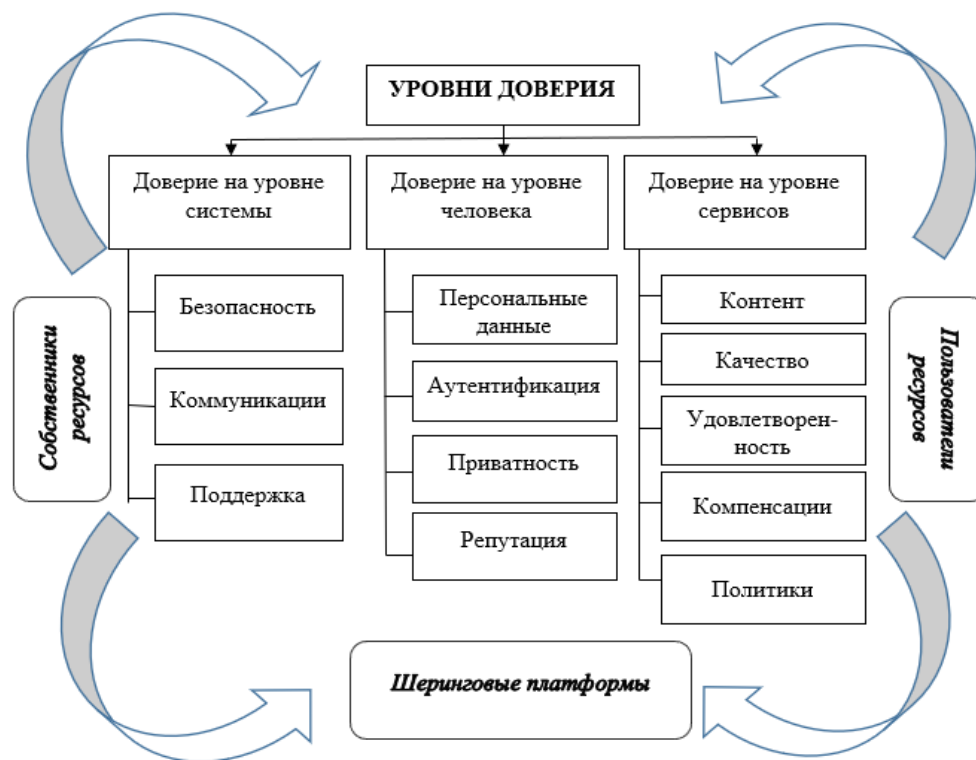 УРОВНИ ДОВЕРИЯ
Доверие на уровне
системы
Доверие на уровне
человека
Доверие на уровне
сервисов
Безопасность
Коммуникации
Поддержка
Персональные
данные
Аутентификация
Приватность
Репутация
Контент
Качество
Удовлетворен-
ность
Компенсации
Политики
Собственники
ресурсов
Пользователи
ресурсов
Шеринговые платформы